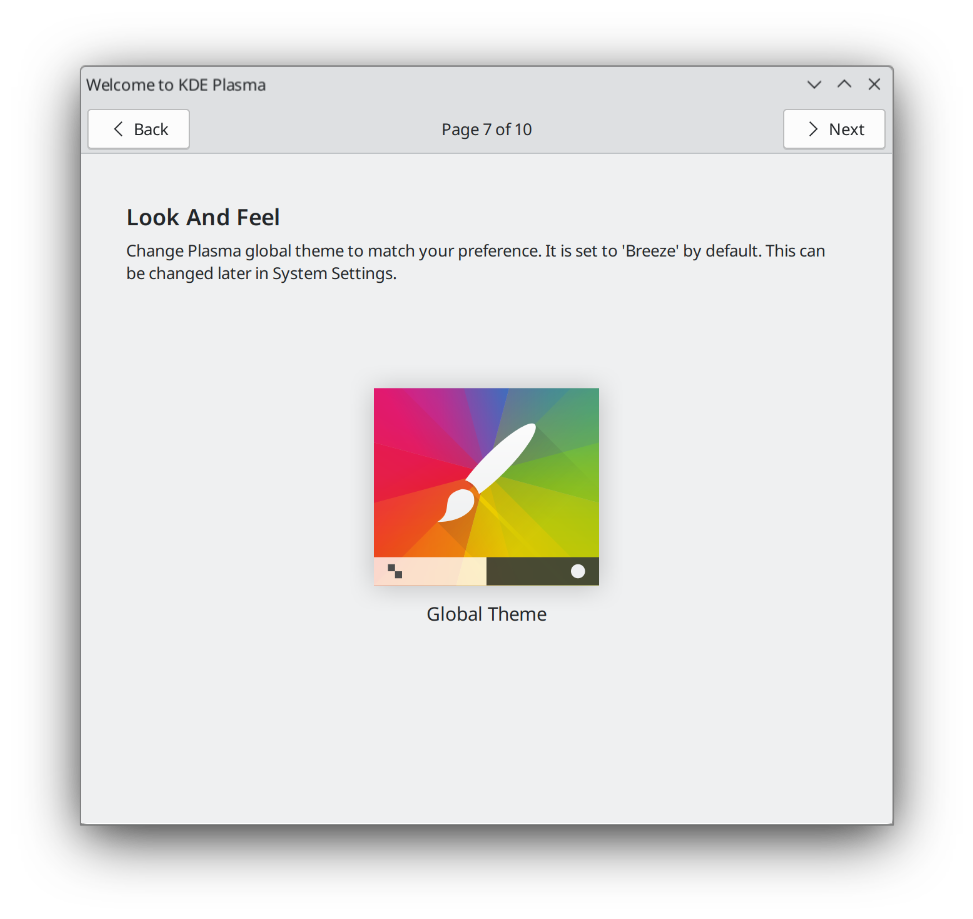 Welcome to KDE Plasma
Back
Page 7 of 10
Next
Look And Feel
Change Plasma global theme to match your preference. It is set to 'Breeze' by default. This can
be changed later in System Settings.
Global Theme